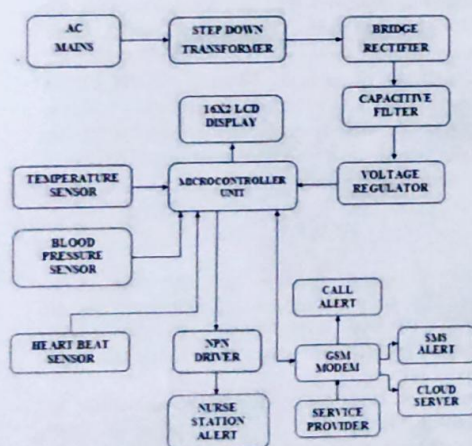 AC
MAINS
STEP DOWN
TRANSFORMER
BRIDGE
RECTIFIER
16X2 LCD
DISPLAY
CAPACITIVE
FILTER
TEMPERATURE
SENSOR
MICROCONTROLLER
UNIT
VOLTAGE
REGULATOR
BLOOD
PRESSURE
SENSOR
CALL
ALERT
HEART BEAT
SENSOR
NPN
DRIVER
GSM
MODEM
SMS
ALERT
CLOUD
SERVER
NURSE
STATION
ALERT
SERVICE
PROVIDER